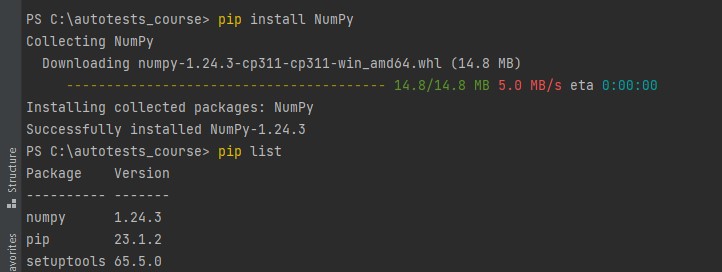 PS C:\autotests_course> pip install NumPy
Collecting NumPy
  Downloading numpy-1.24.3-cp311-cp311-win_amd64.whl (14.8 MB)
     ---------------------------------------- 14.8/14.8 MB 5.0 MB/s eta 0:00:00
Installing collected packages: NumPy
Successfully installed NumPy-1.24.3
PS C:\autotests_course> pip list
Package    Version
---------- -------
numpy      1.24.3
pip        23.1.2
setuptools 65.5.0
Structure
avorites